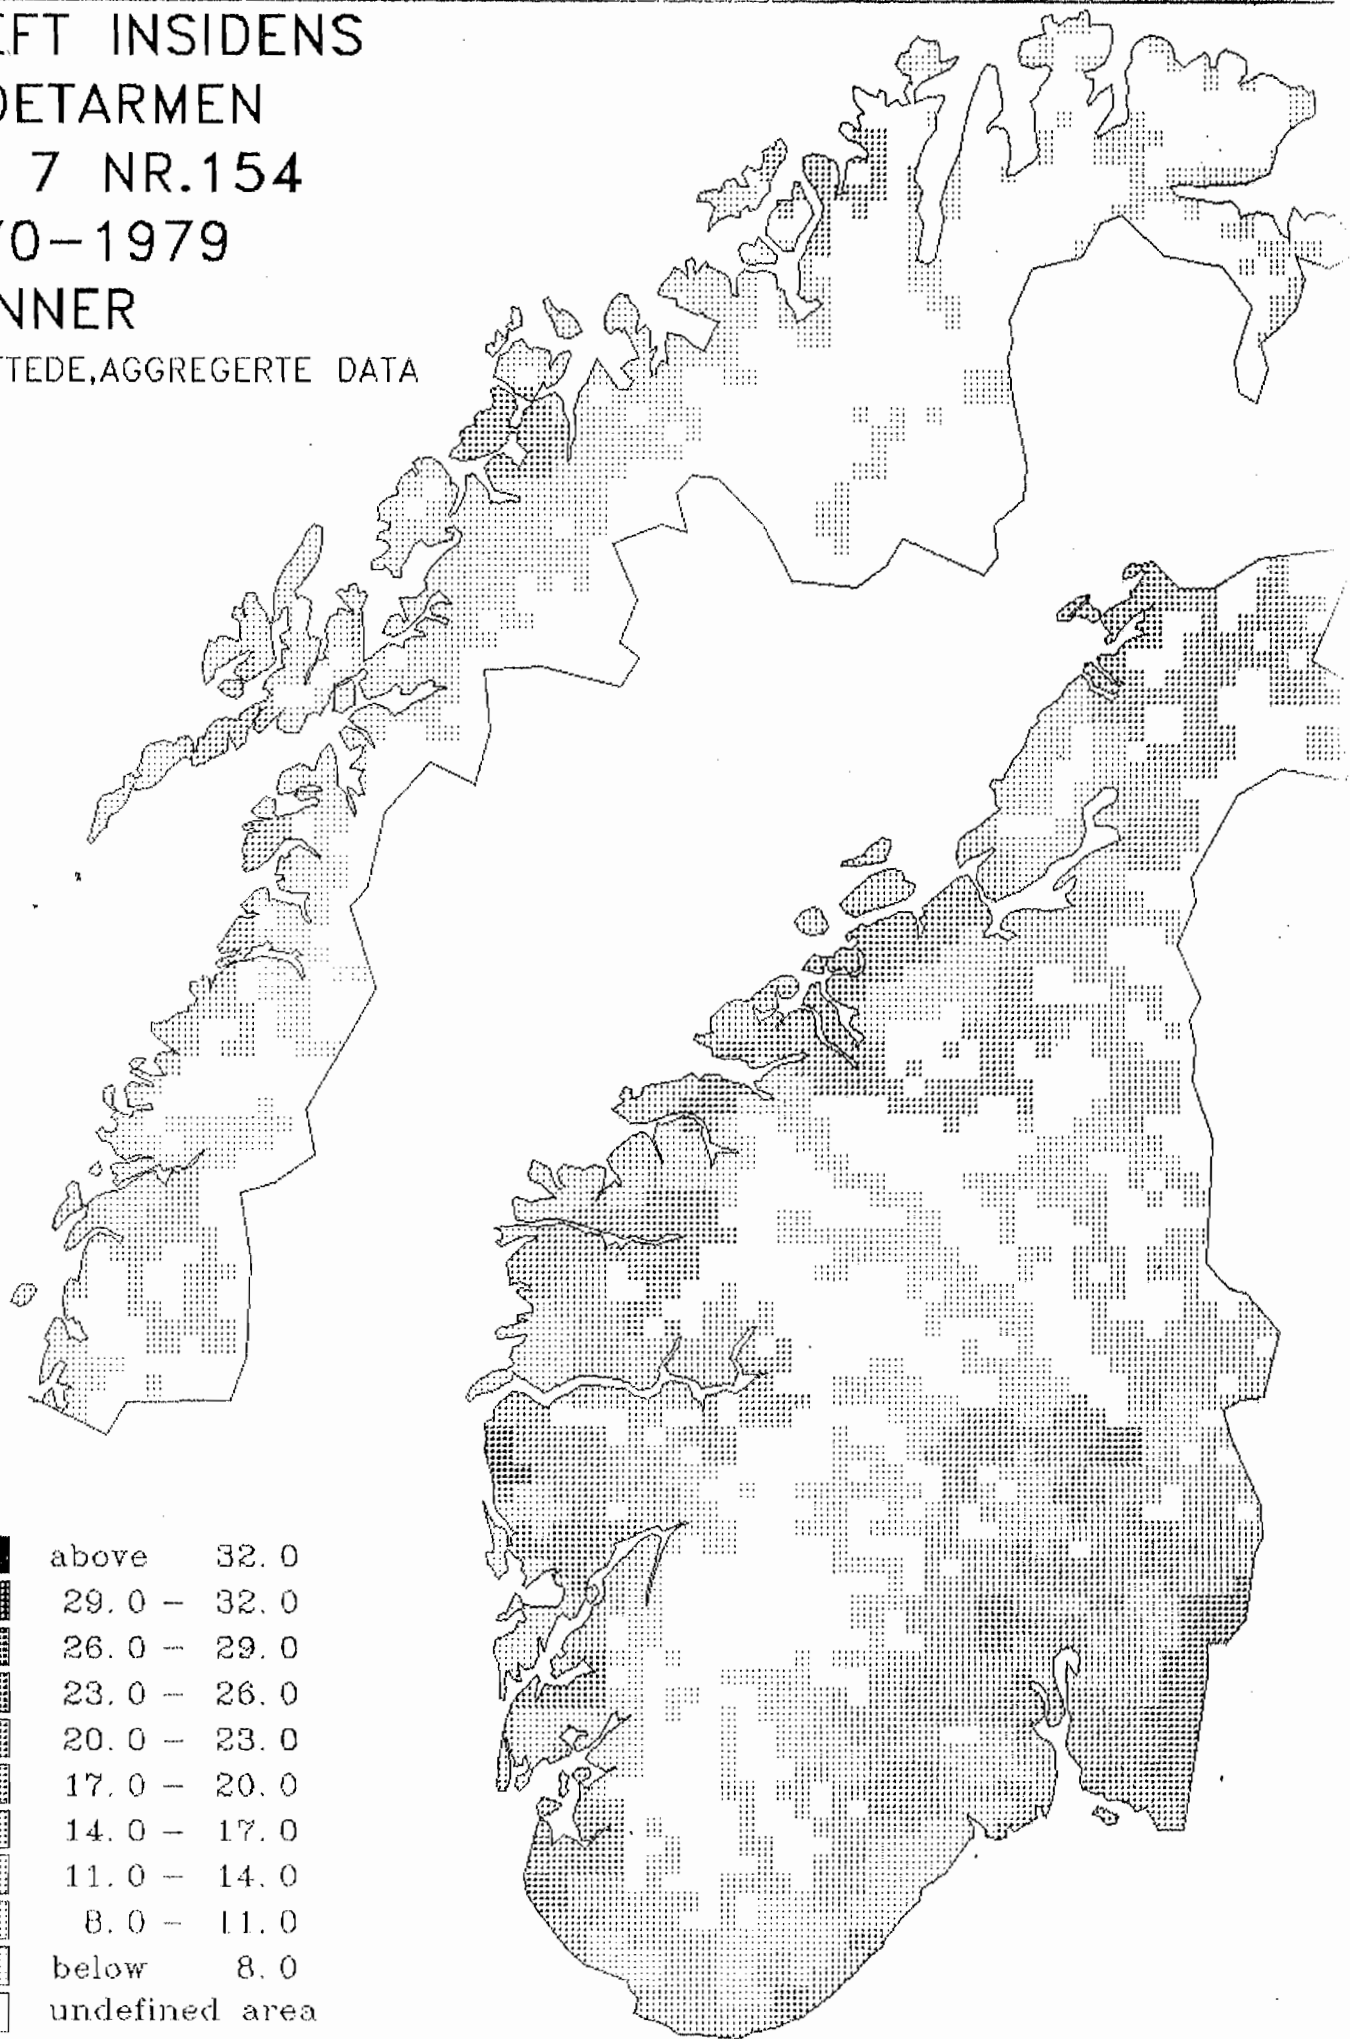 EFT INSIDENS
DETARMEN
7 NR.154
70-1979
NNER
TTEDE,AGGREGERTE DATA
above 32.0
29.0 - 32.0
26.0 - 29.0
23.0 - 26.0
20.0 - 23.0
17.0 - 20.0
14.0 - 17.0
11.0 - 14.0
8.0 - 11.0
below 8.0
undefined area